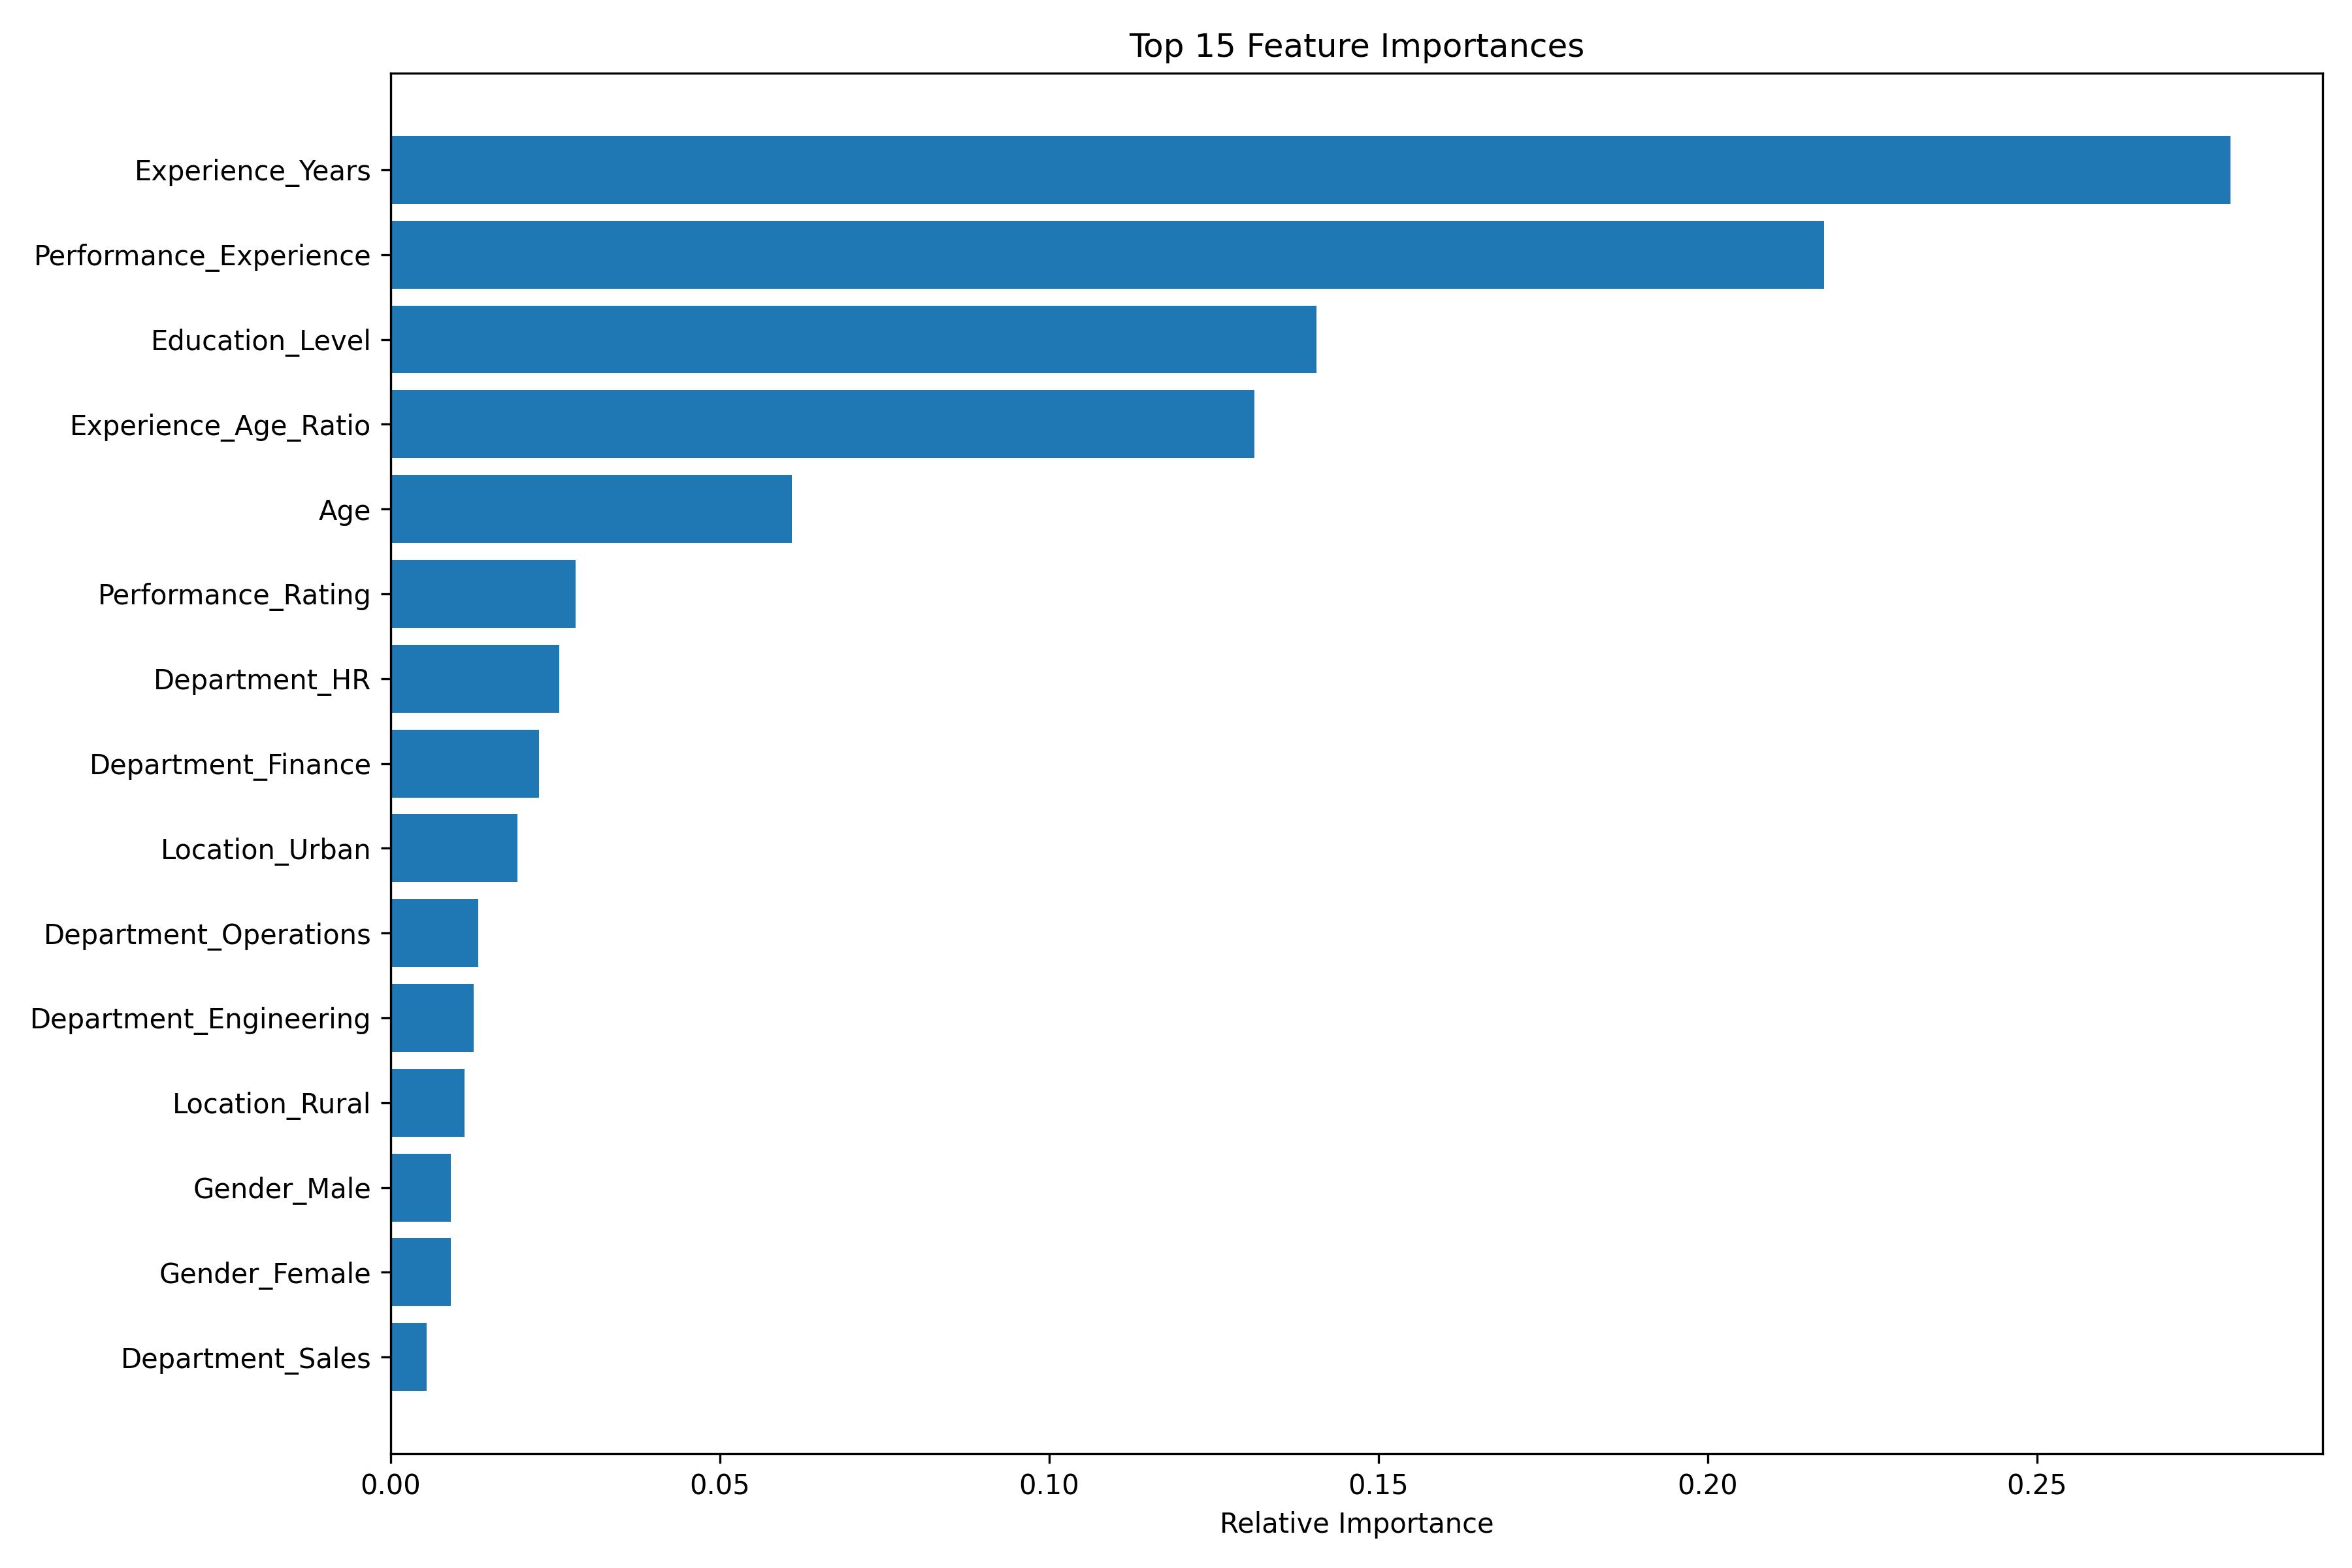 Top 15 Feature Importances
Experience_Years
Performance_Experience
Education_Level
Experience_Age_Ratio
Age
Performance_Rating
Department_HR
Department_Finance
Location_Urban
Department_Operations
Department_Engineering
Location_Rural
Gender_Male
Gender_Female
Department_Sales
0.00 0.05 0.10 0.15 0.20 0.25
Relative Importance